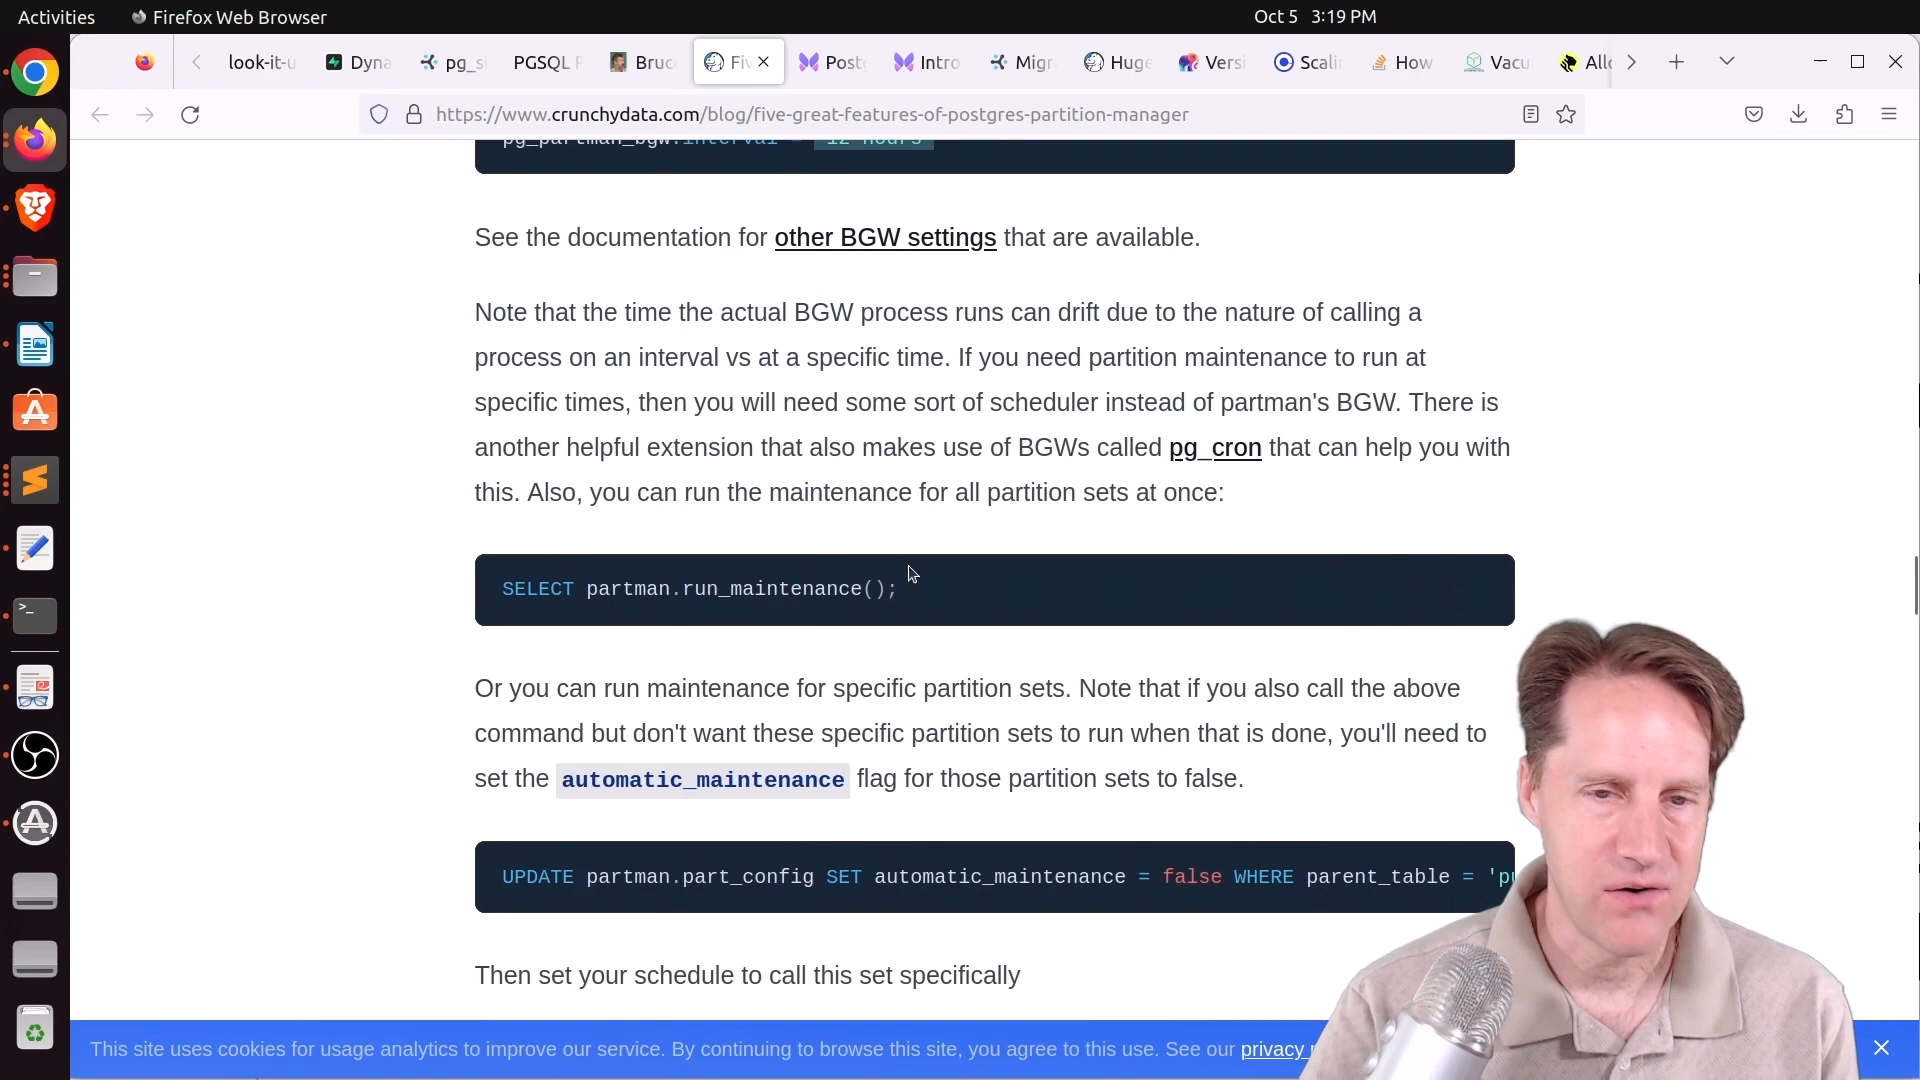 Activities
Firefox Web Browser
Oct 5 3:19 PM
look-it-u
Dyna
pg_s
PGSQL F
Bruc
Fiv
Post
Intro
Migr
Huge
Versi
Scali
How
Vacu
Allo
https://www.crunchydata.com/blog/five-great-features-of-postgres-partition-manager
pg_partman_bgw.interval = '12 hours'
See the documentation for other BGW settings that are available.
Note that the time the actual BGW process runs can drift due to the nature of calling a
process on an interval vs at a specific time. If you need partition maintenance to run at
specific times, then you will need some sort of scheduler instead of partman's BGW. There is
another helpful extension that also makes use of BGWs called pg_cron that can help you with
this. Also, you can run the maintenance for all partition sets at once:
SELECT partman.run_maintenance();
Or you can run maintenance for specific partition sets. Note that if you also call the above
command but don't want these specific partition sets to run when that is done, you'll need to
set the automatic_maintenance flag for those partition sets to false.
UPDATE partman.part_config SET automatic_maintenance = false WHERE parent_table = 'pu
Then set your schedule to call this set specifically
This site uses cookies for usage analytics to improve our service. By continuing to browse this site, you agree to this use. See our privacy